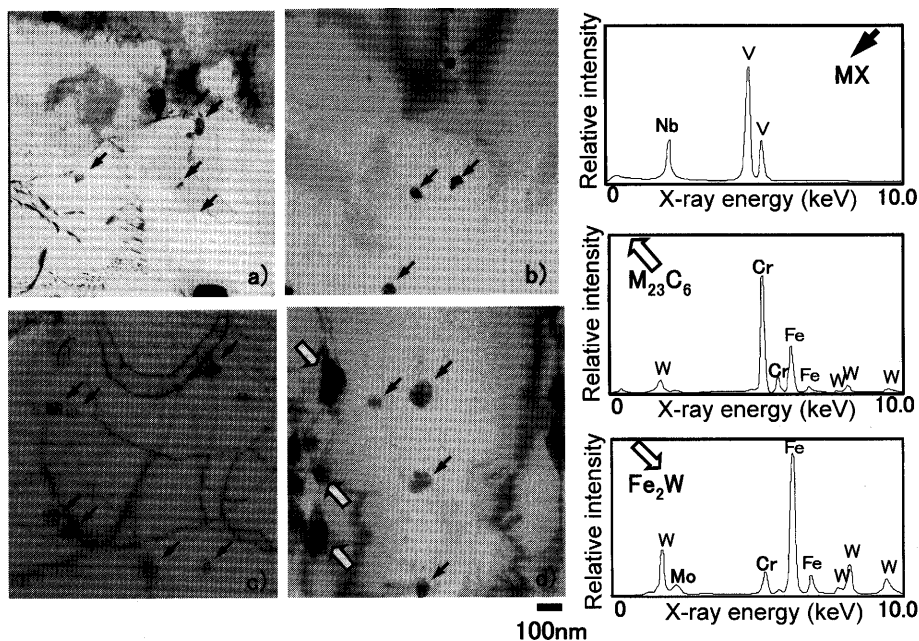 a)
b)
c)
d)
100nm
Relative intensity
Nb
V
V
MX
0
10.0
X-ray energy (keV)
Relative intensity
M23C6
W
Cr
Cr
Fe
Fe
W
W
W
0
10.0
X-ray energy (keV)
Relative intensity
Fe2W
W
Mo
Cr
Fe
Fe
W
W
W
0
10.0
X-ray energy (keV)